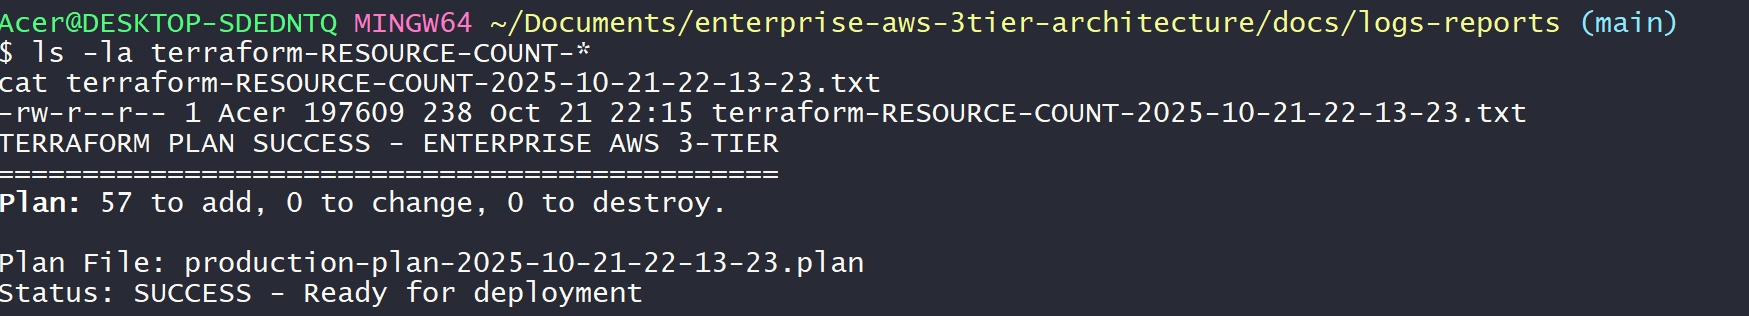 Acer@DESKTOP-SDEDNTQ MINGW64 ~/Documents/enterprise-aws-3tier-architecture/docs/logs-reports (main)
$ ls -la terraform-RESOURCE-COUNT-*
cat terraform-RESOURCE-COUNT-2025-10-21-22-13-23.txt
-rw-r--r-- 1 Acer 197609 238 Oct 21 22:15 terraform-RESOURCE-COUNT-2025-10-21-22-13-23.txt
TERRAFORM PLAN SUCCESS - ENTERPRISE AWS 3-TIER
==============================================
Plan: 57 to add, 0 to change, 0 to destroy.
Plan File: production-plan-2025-10-21-22-13-23.plan
Status: SUCCESS - Ready for deployment